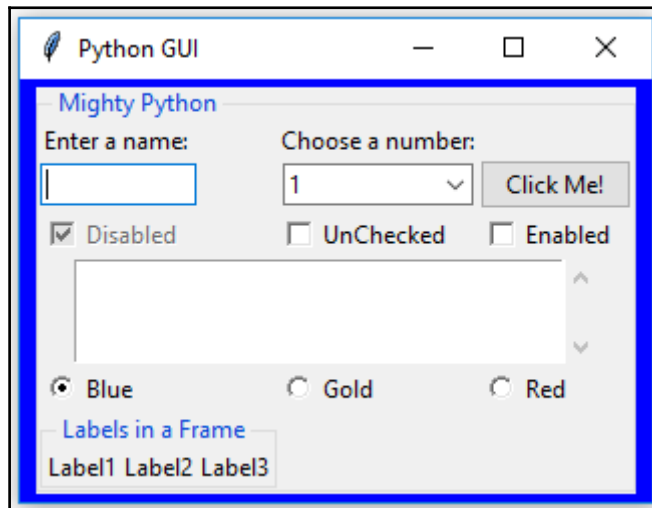 Python GUI
Mighty Python
Enter a name: Choose a number:
1 Click Me!
Disabled UnChecked Enabled
Blue Gold Red
Labels in a Frame
Label1 Label2 Label3